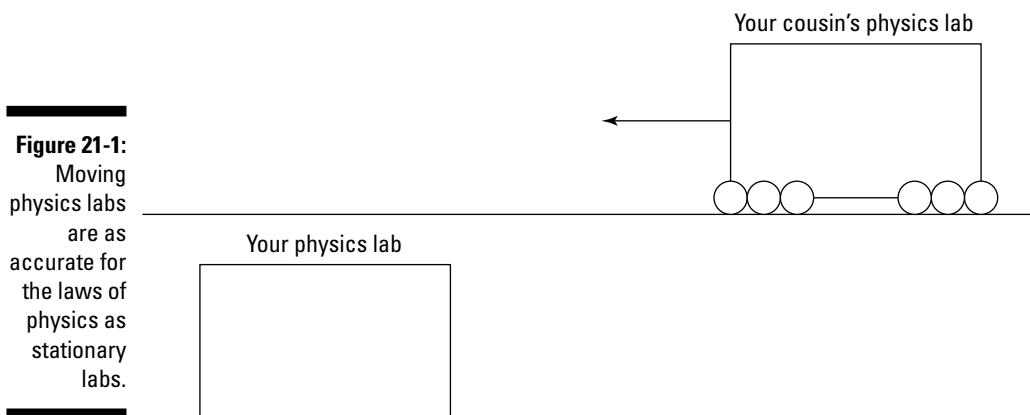 Your cousin's physics lab
Figure 21-1:
Moving
physics labs
are as
accurate for
the laws of
physics as
stationary
labs.
Your physics lab